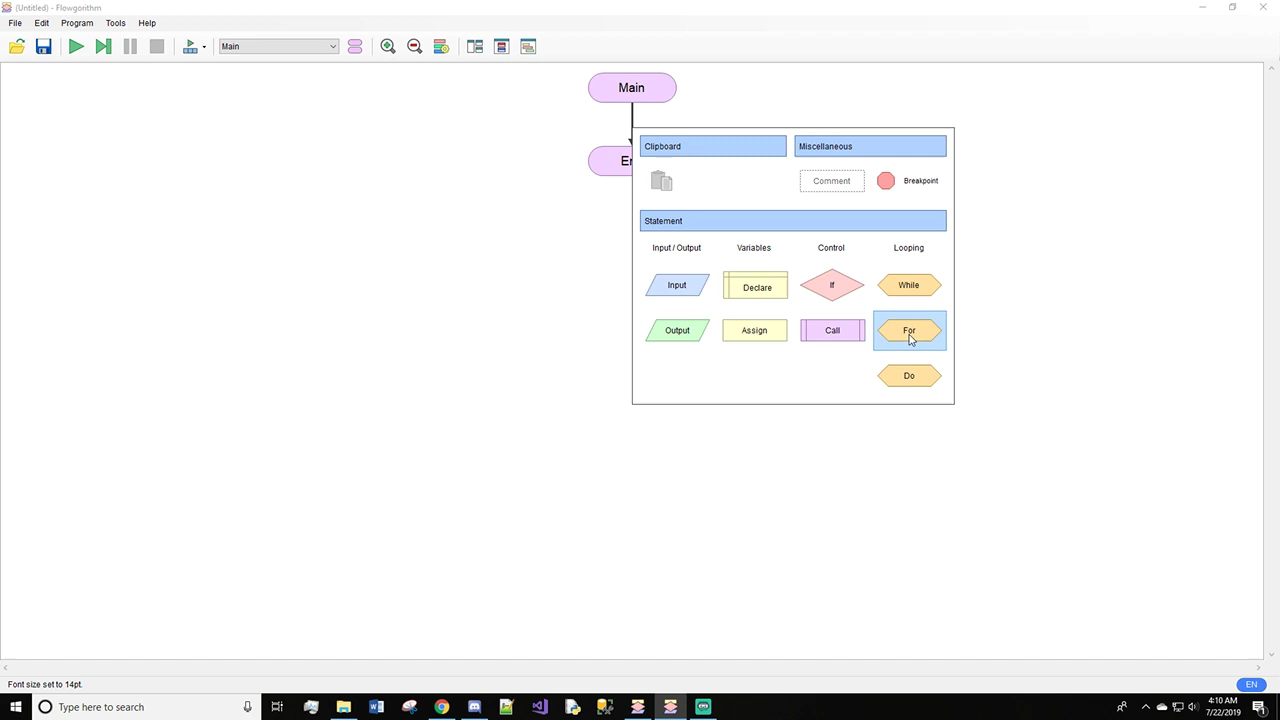 (Untitled) - Flowgorithm
File Edit Program Tools Help
Main
Main
Clipboard Miscellaneous
Comment Breakpoint
Statement
Input / Output Variables Control Looping
Input Declare If While
Output Assign Call For
Do
Font size set to 14pt.
EN
Type here to search
4:10 AM
7/22/2019
1